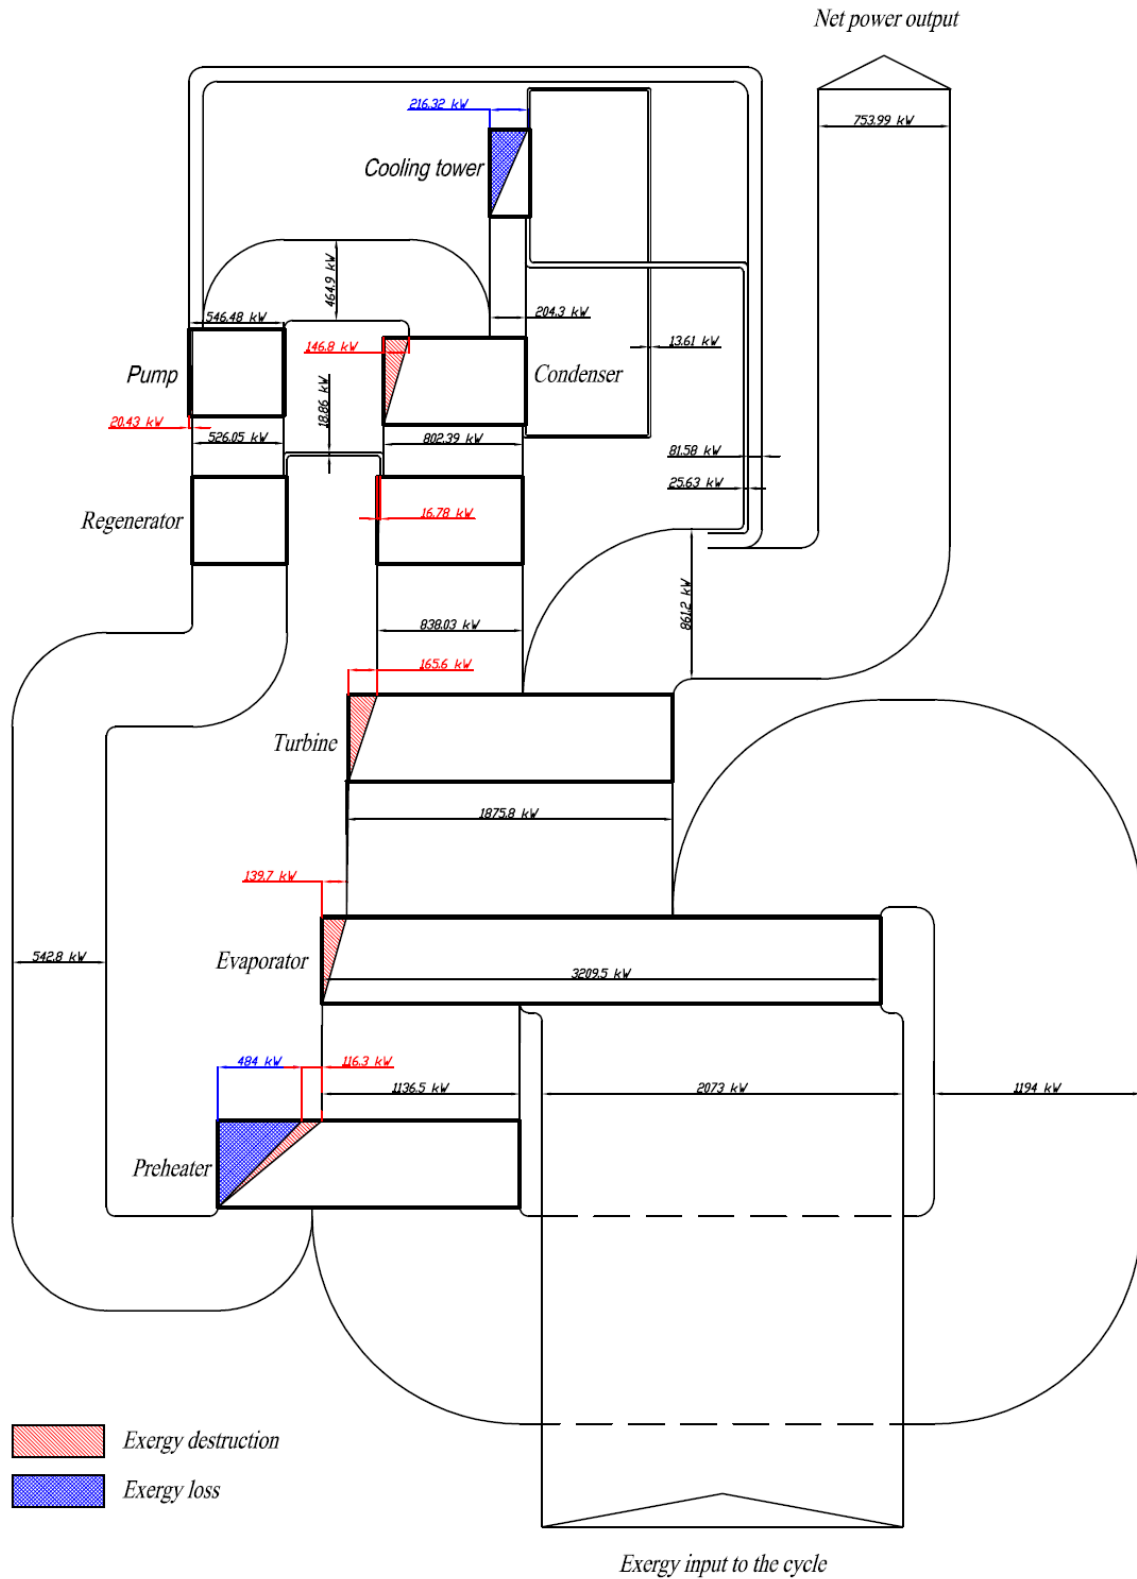 Net power output
753.99 kW
216.32 kW
Cooling tower
464.9 kW
546.48 kW
204.3 kW
146.8 kW
13.61 kW
Pump
Condenser
18.86 kW
20.43 kW
526.05 kW
802.39 kW
81.58 kW
25.63 kW
Regenerator
16.78 kW
861.2 kW
838.03 kW
165.6 kW
Turbine
1875.8 kW
139.7 kW
542.8 kW
Evaporator
3209.5 kW
484 kW
116.3 kW
1136.5 kW
2073 kW
1194 kW
Preheater
Exergy destruction
Exergy loss
Exergy input to the cycle